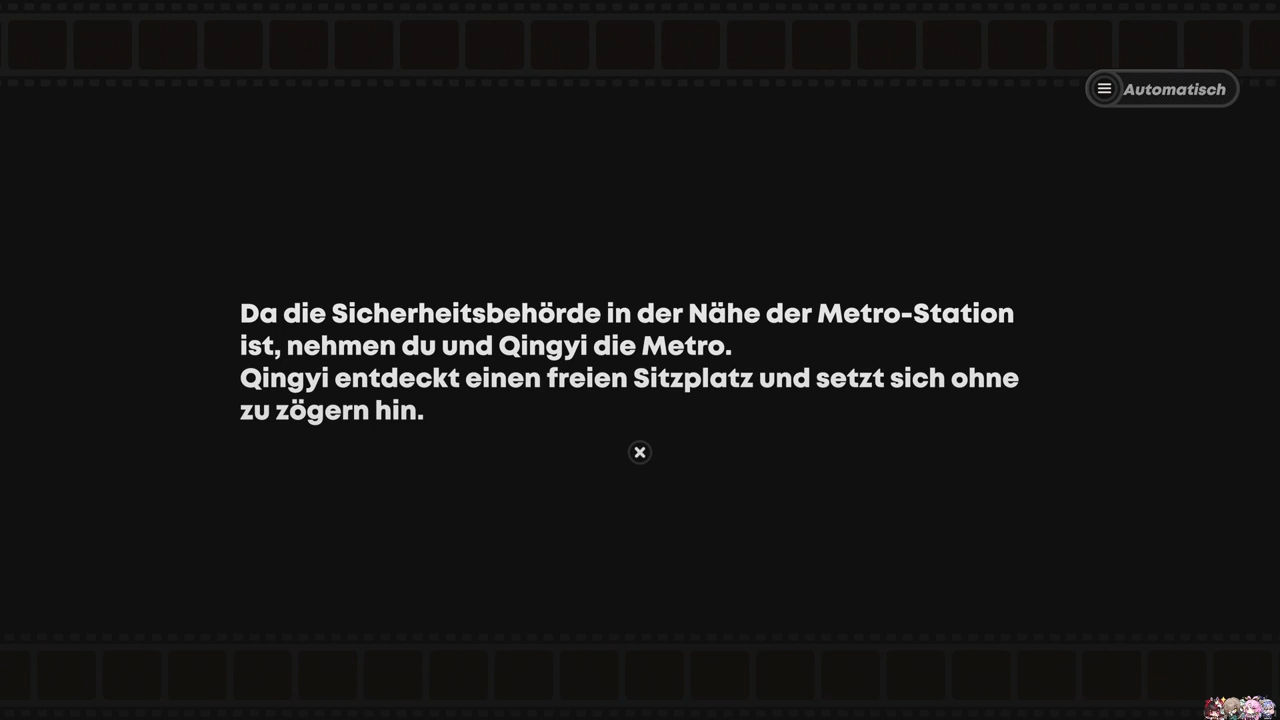 Automatisch
Da die Sicherheitsbehörde in der Nähe der Metro-Station
ist, nehmen du und Qingyi die Metro.
Qingyi entdeckt einen freien Sitzplatz und setzt sich ohne
zu zögern hin.